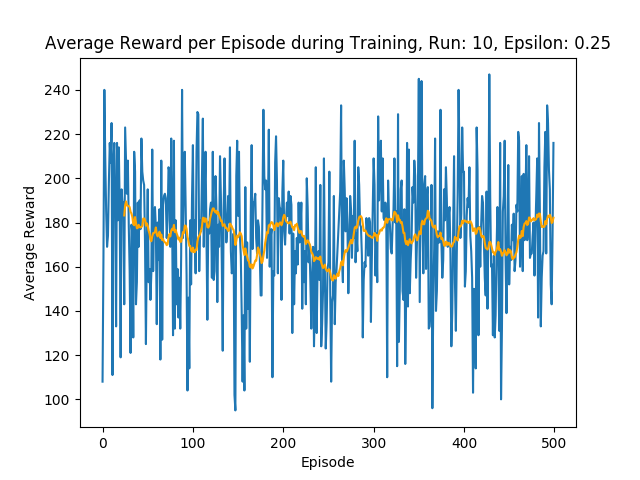 Average Reward per Episode during Training, Run: 10, Epsilon: 0.25
240
220
200
180
160
140
120
100
Average Reward
0 100 200 300 400 500
Episode